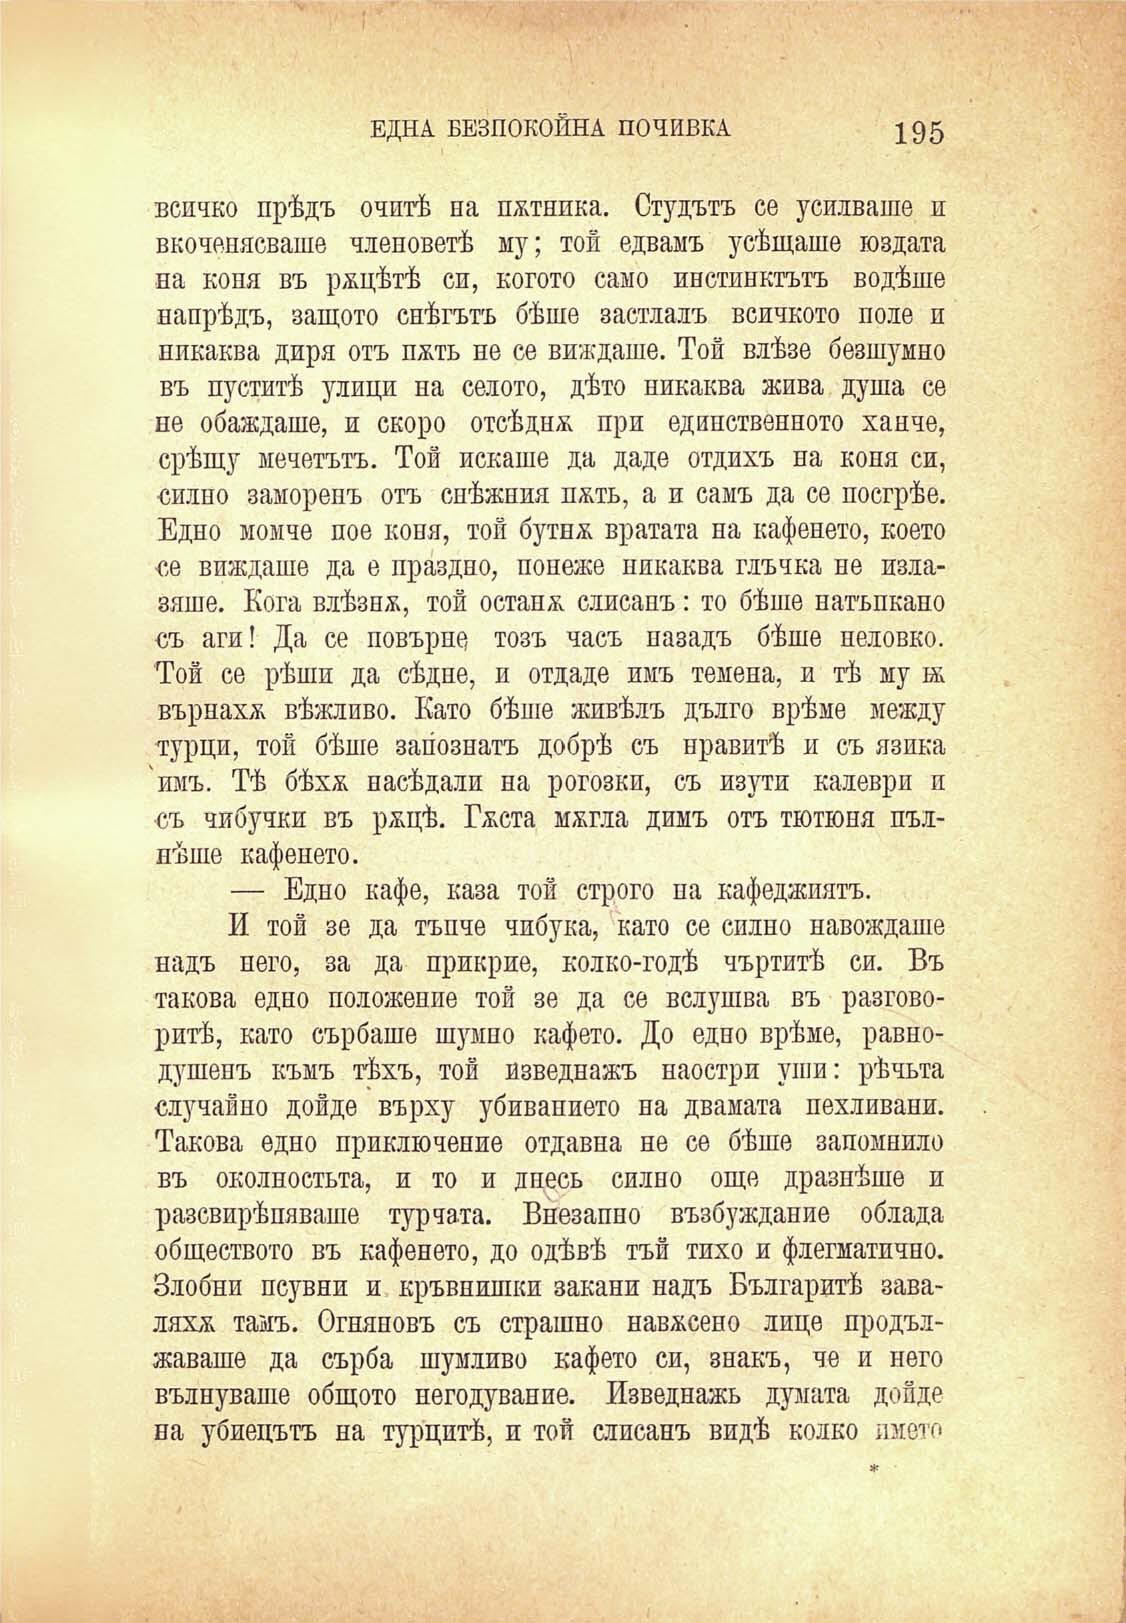 ЕДНА БЕЗПОКОЙНА ПОЧИВКА 195
всичко прѣдъ очитѣ на пѫтника. Студътъ се усилваше и
вкоченясваше членоветѣ му; той едвамъ усѣщаше юздата
на коня въ рѫцѣтѣ си, когото само инстинктътъ водѣше
напрѣдъ, защото снѣгътъ бѣше застлалъ всичкото поле и
никаква диря отъ пѫть не се виждаше. Той влѣзе безшумно
въ пуститѣ улици на селото, дѣто никаква жива душа се
не обаждаше, и скоро отсѣднѫ при единственното ханче,
срѣщу мечетътъ. Той искаше да даде отдихъ на коня си,
силно заморенъ отъ снѣжния пѫть, а и самъ да се посгрѣе.
Едно момче пое коня, той бутнѫ вратата на кафенето, което
се виждаше да е праздно, понеже никаква глъчка не изла-
зяше. Кога влѣзнѫ, той останѫ слисанъ: то бѣше натъпкано
съ аги! Да се повърне тозъ часъ назадъ бѣше неловко.
Той се рѣши да сѣдне, и отдаде имъ темена, и тѣ му ѭ
върнахѫ вѣжливо. Като бѣше живѣлъ дълго врѣме между
турци, той бѣше запознатъ добрѣ съ нравитѣ и съ язика
имъ. Тѣ бѣхѫ насѣдали на рогозки, съ изути калеври и
съ чибучки въ рѫцѣ. Гѫста мѫгла димъ отъ тютюня пъл-
нѣше кафенето.
— Едно кафе, каза той строго на кафеджиятъ.
И той зе да тъпче чибука, като се силно навождаше
надъ него, за да прикрие, колко-годѣ чъртитѣ си. Въ
такова едно положение той зе да се вслушва въ разгово-
ритѣ, като сърбаше шумно кафето. До едно врѣме, равно-
душенъ къмъ тѣхъ, той изведнажъ наостри уши: рѣчьта
случайно дойде върху убиванието на двамата пехливани.
Такова едно приключение отдавна не се бѣше запомнило
въ околностьта, и то и днесь силно още дразнѣше и
разсвирѣпяваше турчата. Внезапно възбуждание облада
обществото въ кафенето, до одѣвѣ тъй тихо и флегматично.
Злобни псувни и кръвнишки закани надъ Българитѣ зава-
ляхѫ тамъ. Огняновъ съ страшно навѫсено лице продъл-
жаваше да сърба шумливо кафето си, знакъ, че и него
вълнуваше общото негодувание. Изведнажь думата дойде
на убиецътъ на турцитѣ, и той слисанъ видѣ колко името
*